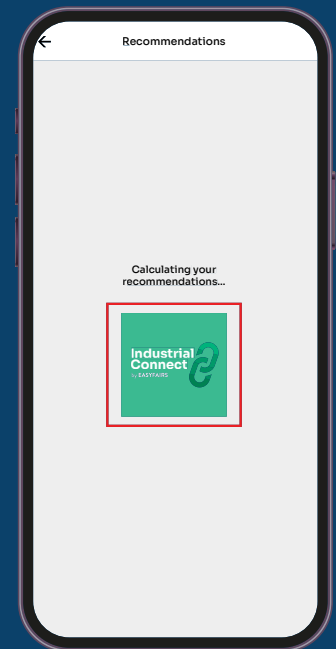 Recommendations
Calculating your
recommendations...
Industrial
Connect
by EASYFAIRS